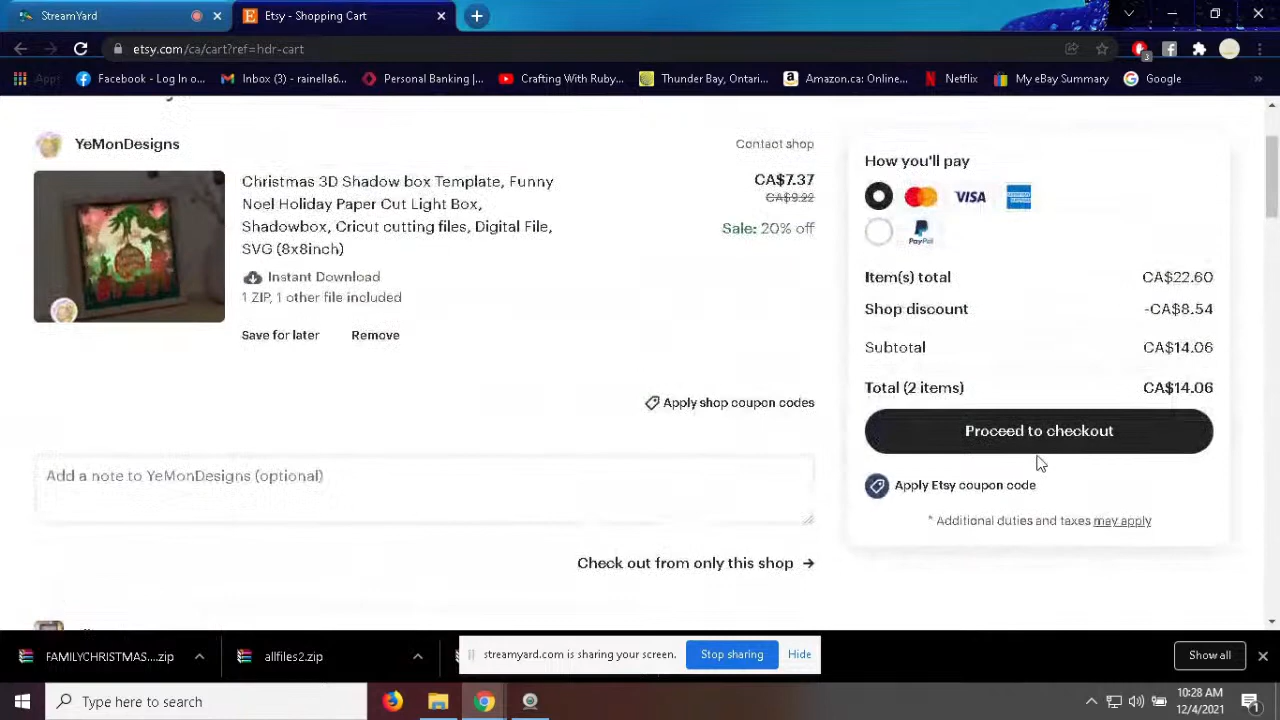 StreamYard
Etsy - Shopping Cart
etsy.com/ca/cart?ref=hdr-cart
3
Apps
Facebook - Log In o...
Inbox (3) - rainella6...
Personal Banking |...
Crafting With Ruby...
Thunder Bay, Ontari...
Amazon.ca: Online...
Netflix
My eBay Summary
Google
YeMonDesigns
Contact shop
Christmas 3D Shadow box Template, Funny
Noel Holiday Paper Cut Light Box,
Shadowbox, Cricut cutting files, Digital File,
SVG (8x8inch)
CA$7.37
CA$9.22
Sale: 20% off
Instant Download
1 ZIP, 1 other file included
Save for later
Remove
Apply shop coupon codes
Add a note to YeMonDesigns (optional)
Check out from only this shop →
How you'll pay
VISA
PayPal
Item(s) total CA$22.60
Shop discount -CA$8.54
Subtotal CA$14.06
Total (2 items) CA$14.06
Proceed to checkout
Apply Etsy coupon code
* Additional duties and taxes may apply
FAMILYCHRISTMAS....zip
allfiles2.zip
streamyard.com is sharing your screen.
Stop sharing
Hide
Show all
Type here to search
10:28 AM
12/4/2021
1